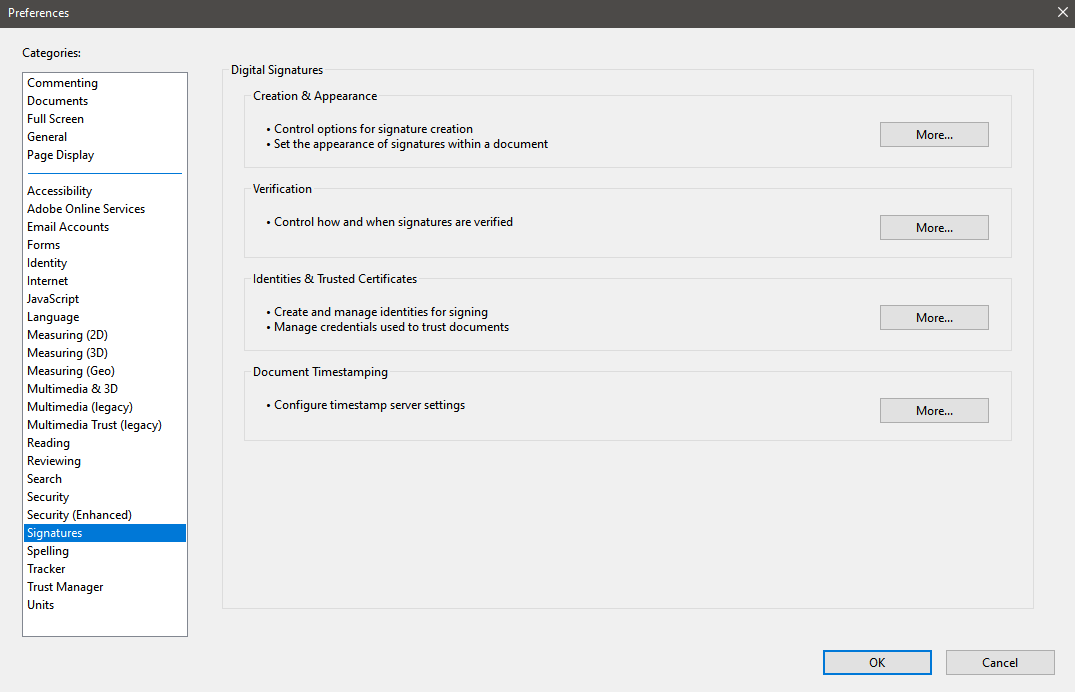 Preferences
Categories:
Commenting
Documents
Full Screen
General
Page Display
Accessibility
Adobe Online Services
Email Accounts
Forms
Identity
Internet
JavaScript
Language
Measuring (2D)
Measuring (3D)
Measuring (Geo)
Multimedia & 3D
Multimedia (legacy)
Multimedia Trust (legacy)
Reading
Reviewing
Search
Security
Security (Enhanced)
Signatures
Spelling
Tracker
Trust Manager
Units
Digital Signatures
Creation & Appearance
• Control options for signature creation
• Set the appearance of signatures within a document
More...
Verification
• Control how and when signatures are verified
More...
Identities & Trusted Certificates
• Create and manage identities for signing
• Manage credentials used to trust documents
More...
Document Timestamping
• Configure timestamp server settings
More...
OK
Cancel